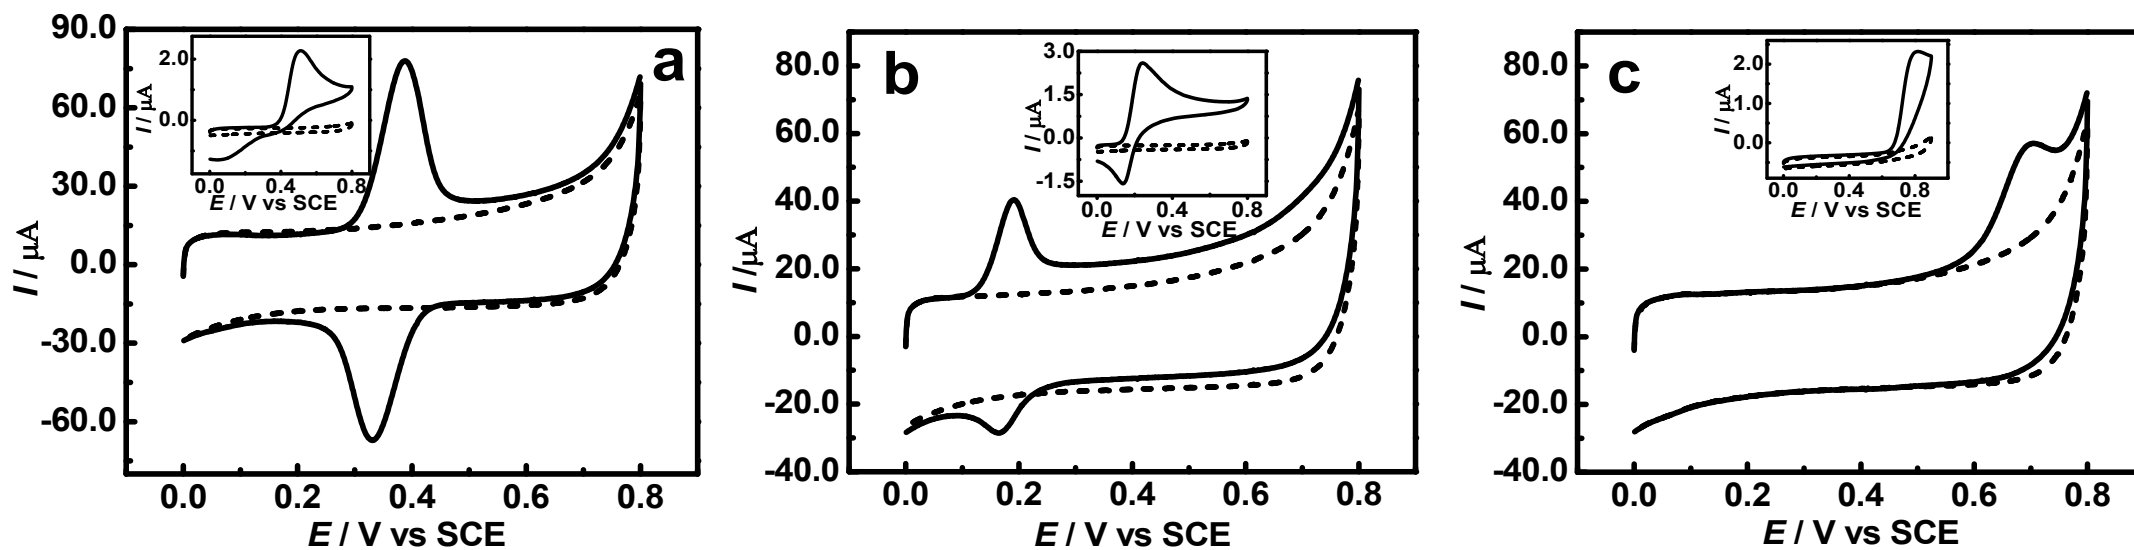 a
90.0
60.0
30.0
0.0
-30.0
-60.0
I / μA
0.0 0.2 0.4 0.6 0.8
E / V vs SCE
2.0
0.0
I / μA
0.0 0.4 0.8
E / V vs SCE
b
80.0
60.0
40.0
20.0
0.0
-20.0
-40.0
I /μA
0.0 0.2 0.4 0.6 0.8
E / V vs SCE
3.0
1.5
0.0
-1.5
I / μA
0.0 0.4 0.8
E / V vs SCE
c
80.0
60.0
40.0
20.0
0.0
-20.0
-40.0
I / μA
0.0 0.2 0.4 0.6 0.8
E / V vs SCE
2.0
1.0
0.0
I / μA
0.0 0.4 0.8
E / V vs SCE